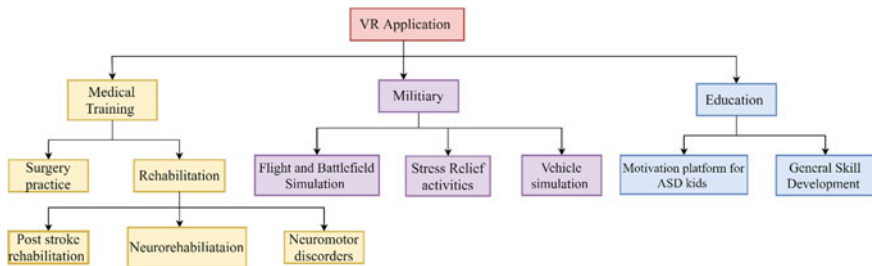 VR Application
Medical
Training
Militiary
Education
Surgery
practice
Rehabilitation
Flight and Battlefield
Simulation
Stress Relief
activitics
Vehicle
simulation
Motivation platform for
ASD kids
General Skill
Development
Post stroke
rehabilitation
Neurorehabiliataion
Neuromotor
discorders